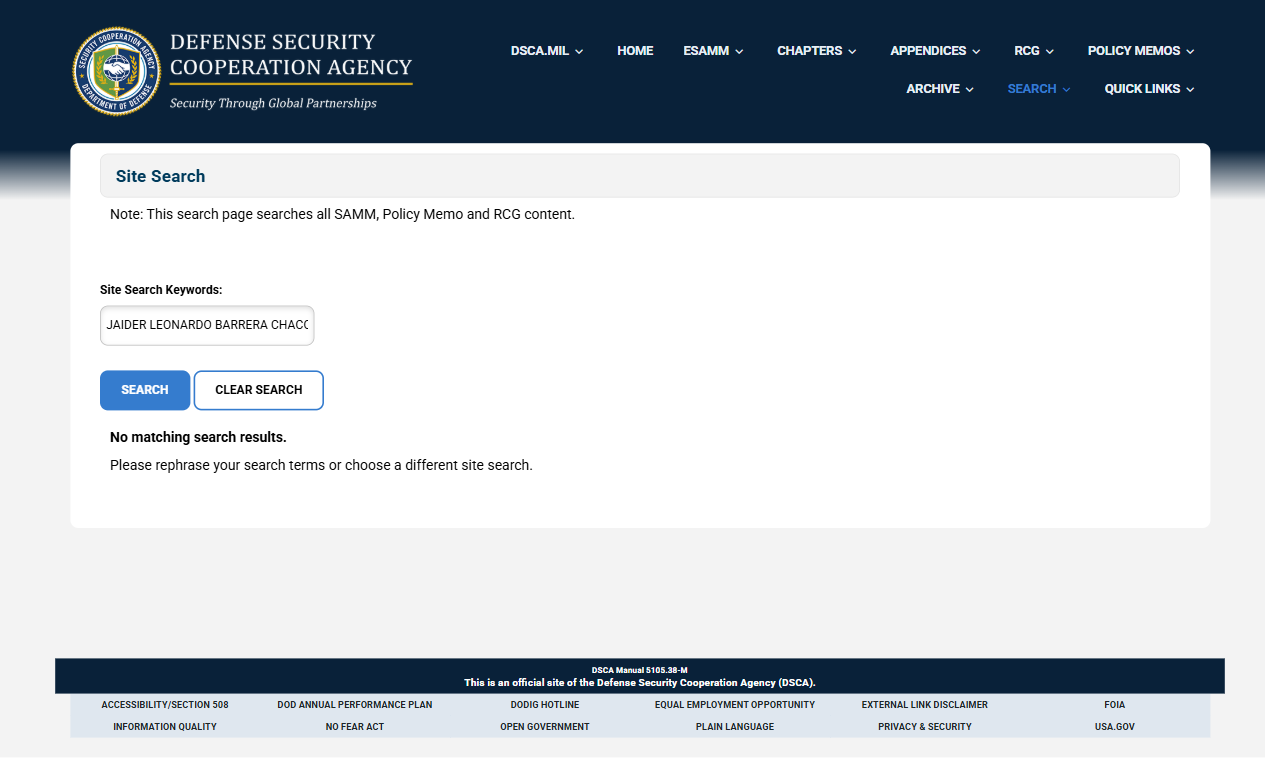 DEFENSE SECURITY
COOPERATION AGENCY
Security Through Global Partnerships
SECURITY COOPERATION AGENCY
DEPARTMENT OF DEFENSE
DSCA.MIL HOME ESAMM CHAPTERS APPENDICES RCG POLICY MEMOS
ARCHIVE SEARCH QUICK LINKS
Site Search
Note: This search page searches all SAMM, Policy Memo and RCG content.
Site Search Keywords:
JAIDER LEONARDO BARRERA CHACO
SEARCH CLEAR SEARCH
No matching search results.
Please rephrase your search terms or choose a different site search.
DSCA Manual 5105.38-M
This is an official site of the Defense Security Cooperation Agency (DSCA).
ACCESSIBILITY/SECTION 508 DOD ANNUAL PERFORMANCE PLAN DODIG HOTLINE EQUAL EMPLOYMENT OPPORTUNITY EXTERNAL LINK DISCLAIMER FOIA
INFORMATION QUALITY NO FEAR ACT OPEN GOVERNMENT PLAIN LANGUAGE PRIVACY & SECURITY USA.GOV